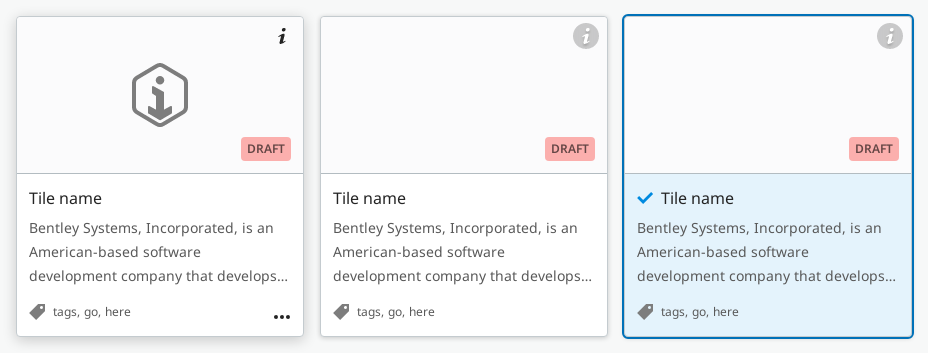 DRAFT
Tile name
Bentley Systems, Incorporated, is an
American-based software
development company that develops...
tags, go, here
DRAFT
Tile name
Bentley Systems, Incorporated, is an
American-based software
development company that develops...
tags, go, here
DRAFT
Tile name
Bentley Systems, Incorporated, is an
American-based software
development company that develops...
tags, go, here